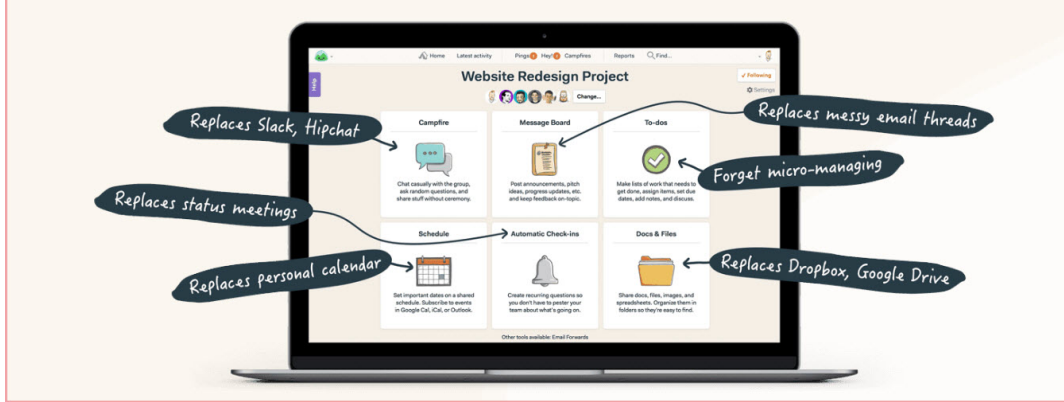 Home Latest activity Pings Hey! Campfires Reports Find...
Help
Website Redesign Project
✓ Following
Change...
Settings
Replaces Slack, Hipchat
Replaces messy email threads
Forget micro-managing
Replaces status meetings
Replaces personal calendar
Replaces Dropbox, Google Drive
Campfire
Chat casually with the group,
ask random questions, and
share stuff without ceremony.
Message Board
Post announcements, pitch
ideas, progress updates, etc.
and keep feedback on-topic.
To-dos
Make lists of work that needs to
get done, assign items, set due
dates, add notes, and discuss.
Schedule
Set important dates on a shared
schedule. Subscribe to events
in Google Cal, iCal, or Outlook.
Automatic Check-ins
Create recurring questions so
you don't have to pester your
team about what's going on.
Docs & Files
Share docs, files, images, and
spreadsheets. Organize them in
folders so they're easy to find.
Other tools available: Email Forwards